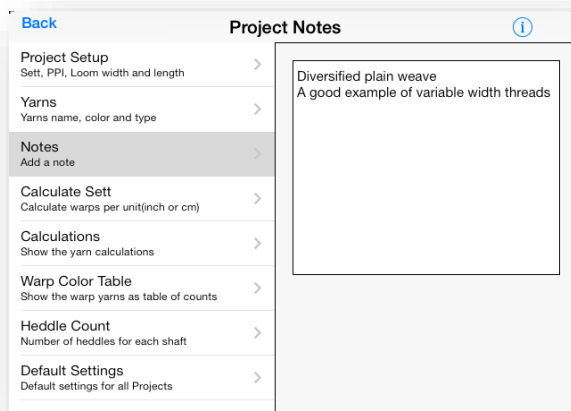 Back
Project Notes
i
Project Setup
Sett, PPI, Loom width and length
Yarns
Yarns name, color and type
Notes
Add a note
Calculate Sett
Calculate warps per unit(inch or cm)
Calculations
Show the yarn calculations
Warp Color Table
Show the warp yarns as table of counts
Heddle Count
Number of heddles for each shaft
Default Settings
Default settings for all Projects
Diversified plain weave
A good example of variable width threads